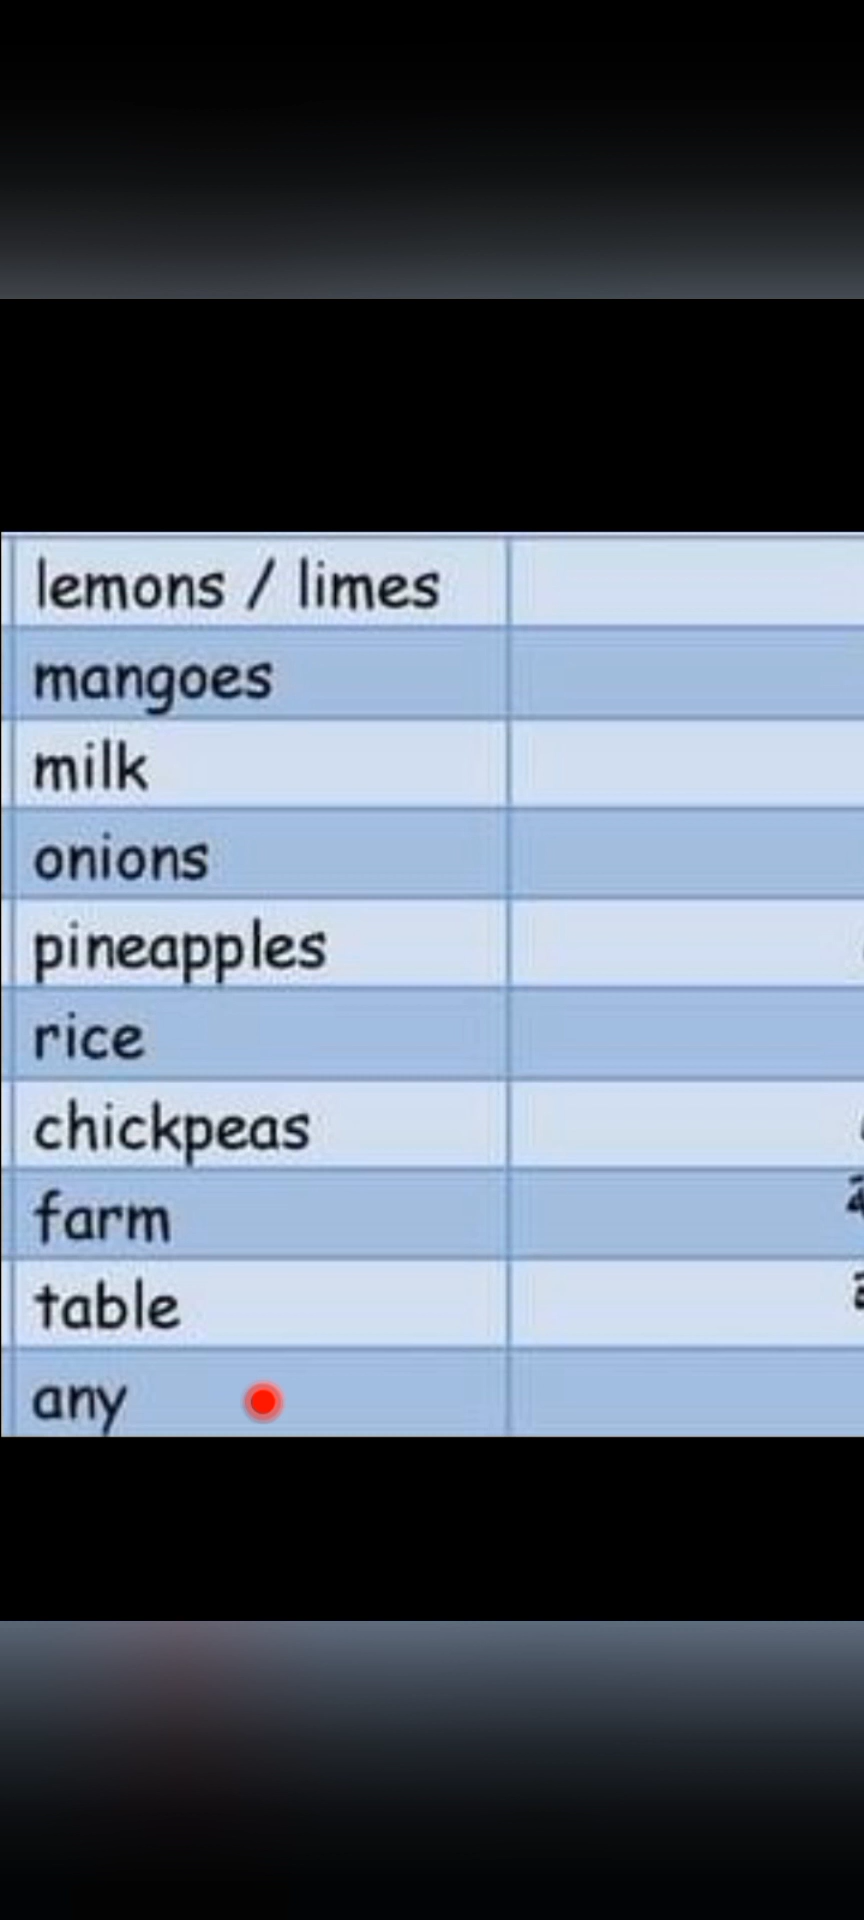 lemons / limes
mangoes
milk
onions
pineapples
rice
chickpeas
farm
table
any